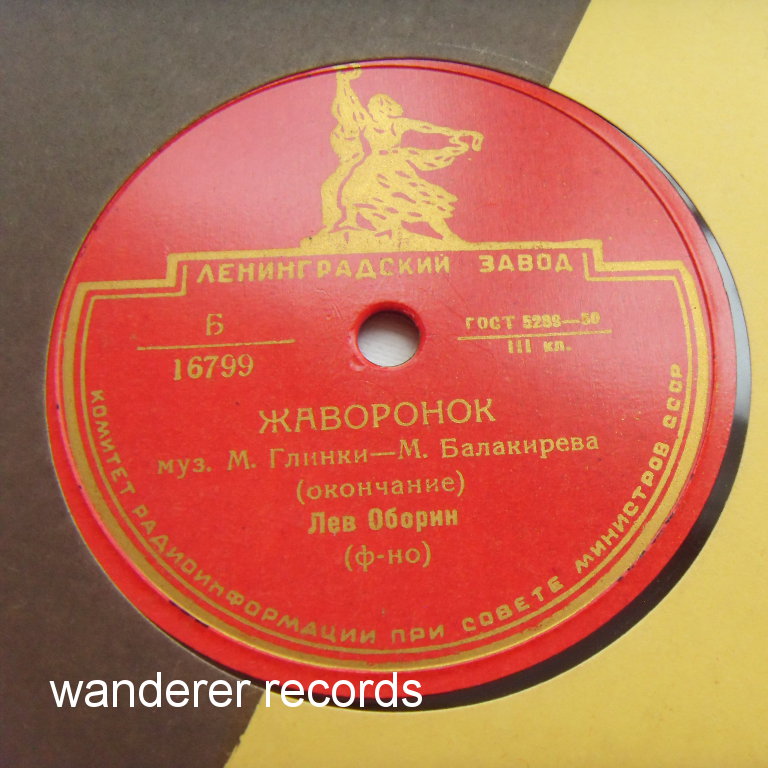 ЛЕНИНГРАДСКИЙ ЗАВОД
Б
16799
ГОСТ 5289—50
III кл.
ЖАВОРОНОК
муз. М. Глинки—М. Балакирева
(окончание)
Лев Оборин
(ф-но)
КОМИТЕТ РАДИОИНФОРМАЦИИ ПРИ СОВЕТЕ МИНИСТРОВ СССР
wanderer records